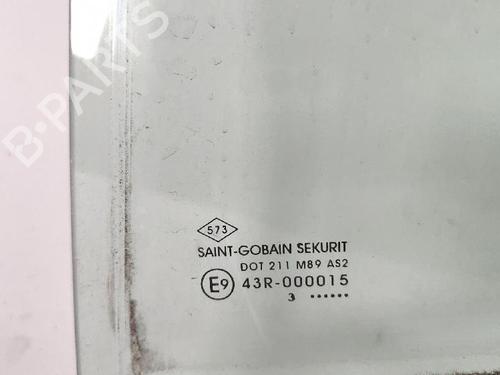 B-PARTS
573
SAINT-GOBAIN SEKURIT
DOT 211 M89 AS2
E9 43R-000015
3 ••••••